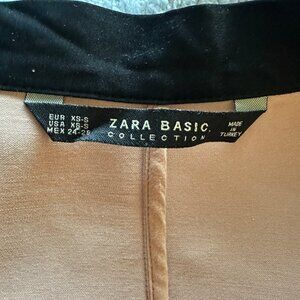 EUR XS-S
USA XS-S
MEX 24-26
ZARA BASIC.
COLLECTION
MADE
IN
TURKEY